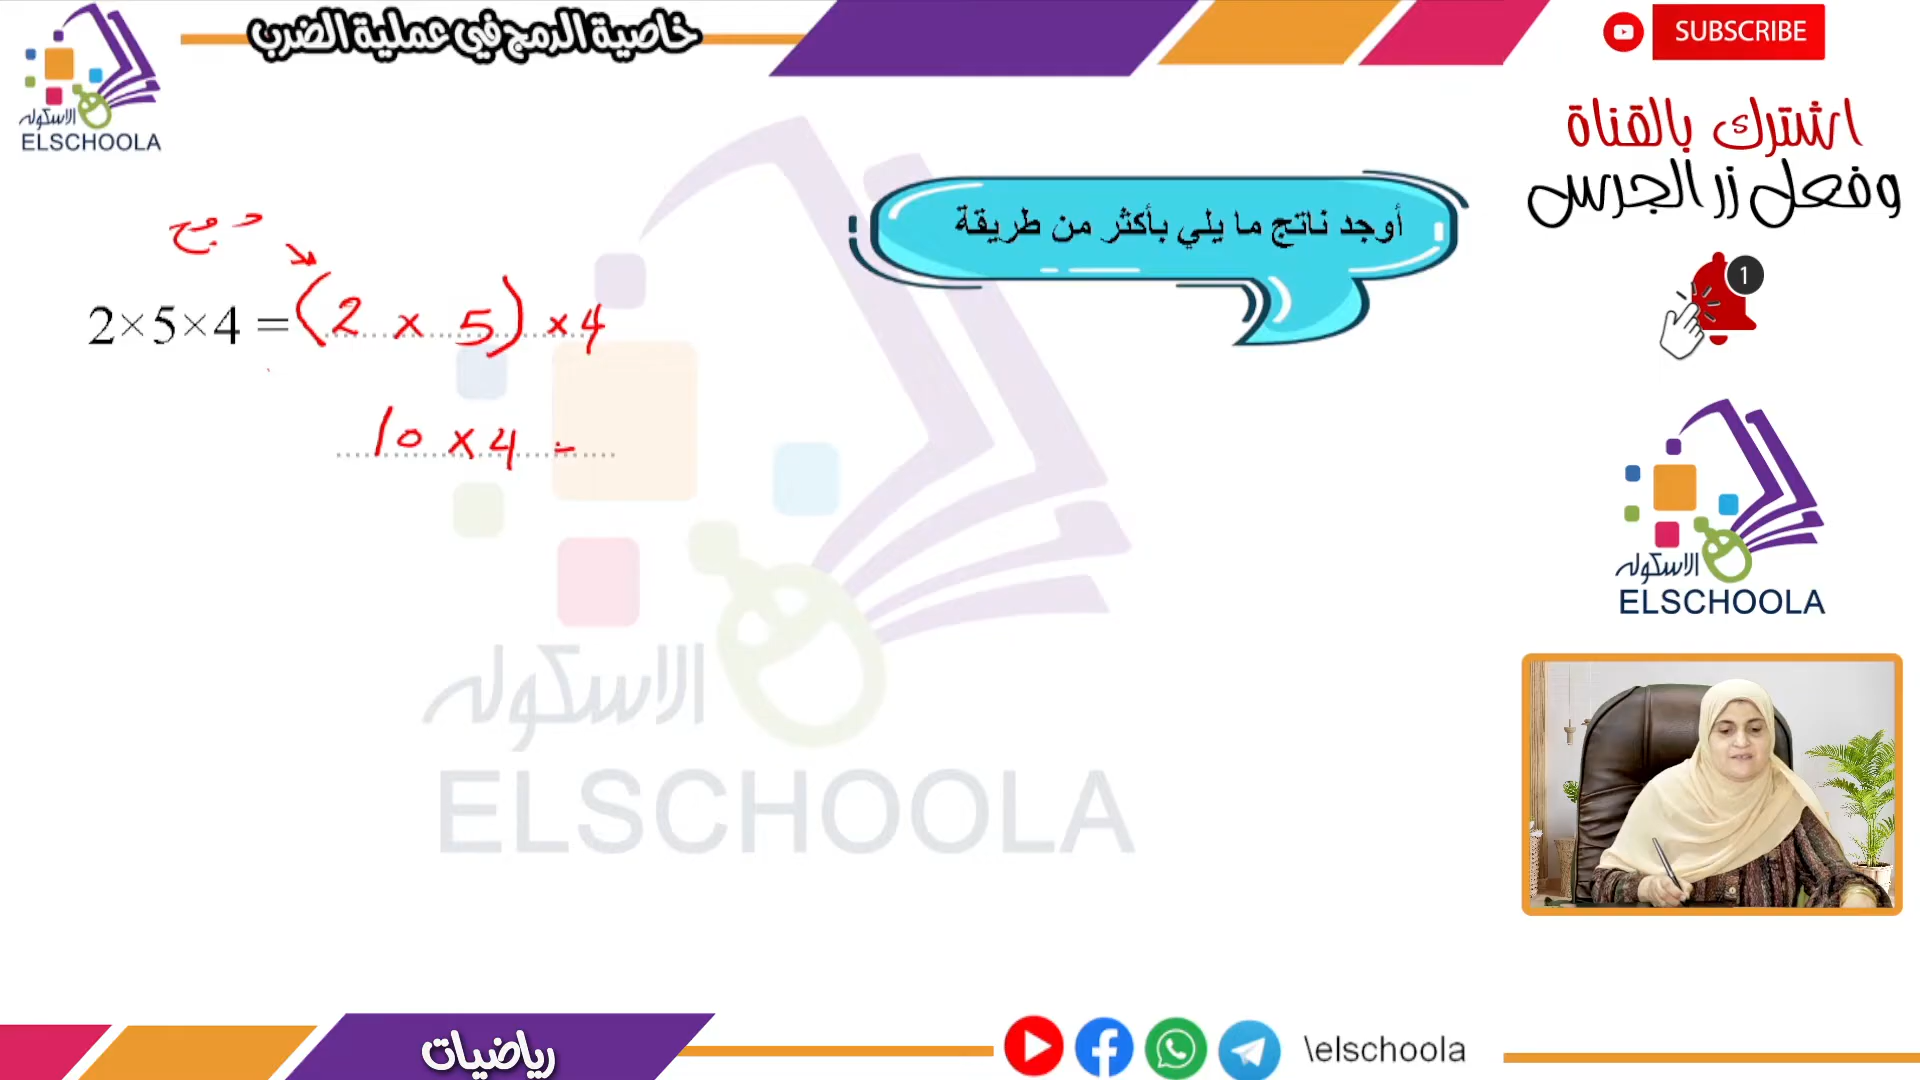 خاصية الدمج في عملية الضرب
SUBSCRIBE
الاسكوله
ELSCHOOLA
اشترك بالقناة
وفعل زر الجرس
أوجد ناتج ما يلي بأكثر من طريقة
1
دمج
2×5×4 = (2 × 5) × 4
10 × 4 =
الاسكوله
ELSCHOOLA
الاسكوله
ELSCHOOLA
رياضيات
\elschoola